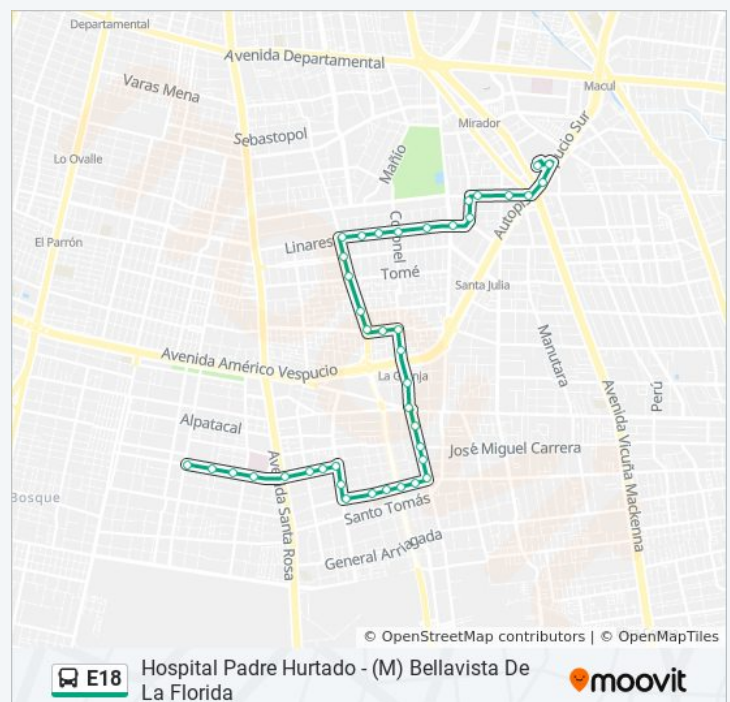 Departamental
Avenida Departamental
Macul
Varas Mena
Mirador
Sebastopol
Mañío
Lo Ovalle
Linares
Coronel
El Parrón
Tomé
Santa Julia
Manutara
Avenida Américo Vespucio
La Granja
Perú
Alpatacal
Avenida Vicuña Mackenna
José Miguel Carrera
Bosque
Avenida Santa Rosa
Santo Tomás
General Arriagada
© OpenStreetMap contributors | © OpenMapTiles
E18
Hospital Padre Hurtado - (M) Bellavista De
La Florida
moovit